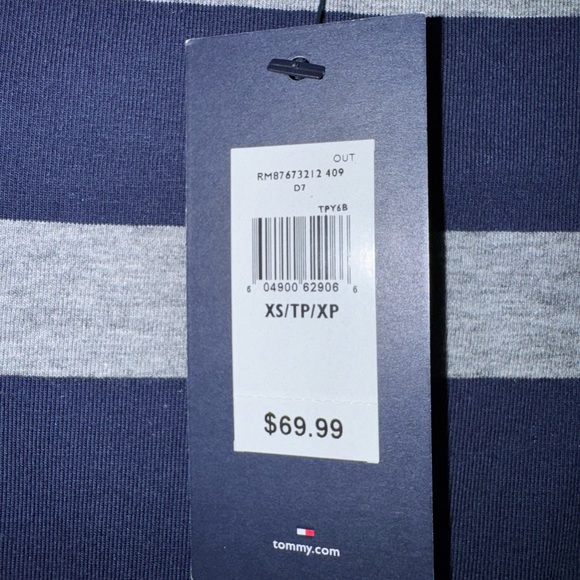 OUT
RM87673212 409
D7
TPY6B
6 04900 62906 6
XS/TP/XP
$69.99
tommy.com